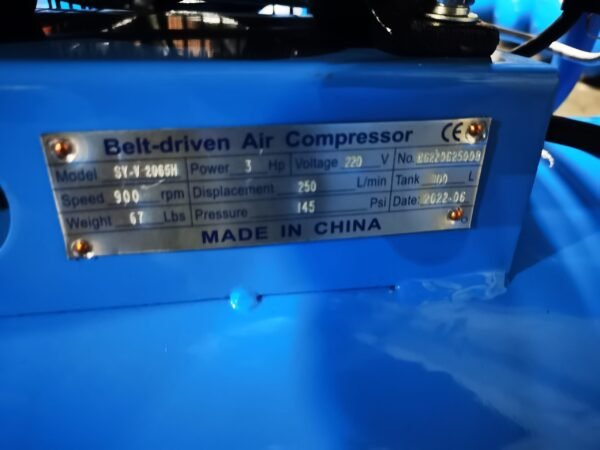 Belt-driven Air Compressor CE
Model SY-V 2065H Power 3 Hp Voltage 220 V No.
Speed 900 rpm Displacement 250 L/min Tank L
Weight 67 Lbs Pressure 145 Psi Date: 2022-06
MADE IN CHINA